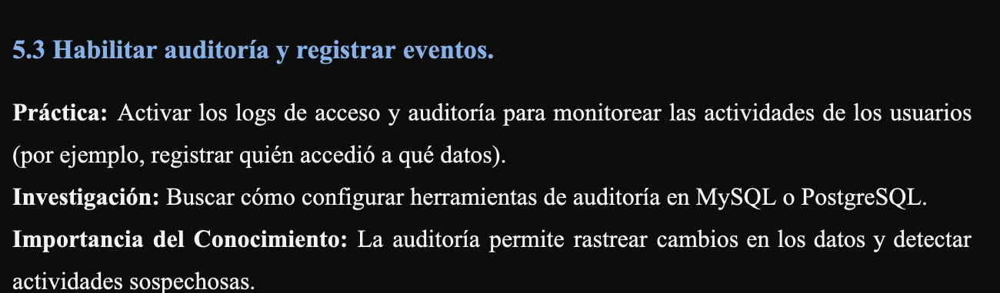 5.3 Habilitar auditoría y registrar eventos.
Práctica: Activar los logs de acceso y auditoría para monitorear las actividades de los usuarios
(por ejemplo, registrar quién accedió a qué datos).
Investigación: Buscar cómo configurar herramientas de auditoría en MySQL o PostgreSQL.
Importancia del Conocimiento: La auditoría permite rastrear cambios en los datos y detectar
actividades sospechosas.